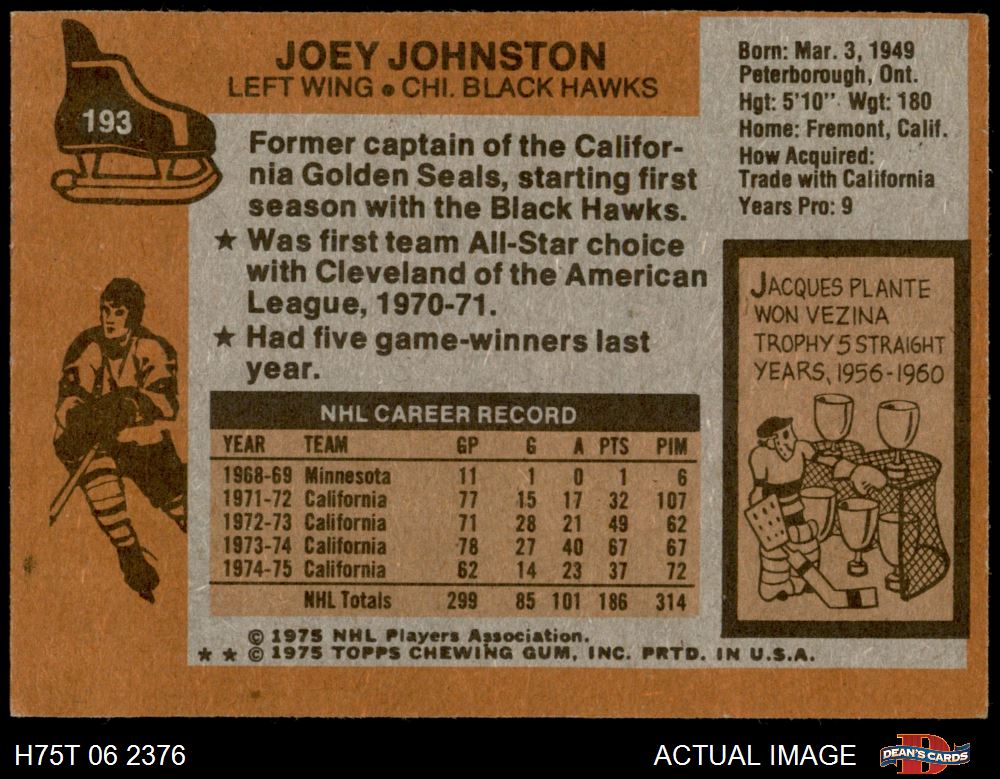 193
JOEY JOHNSTON
LEFT WING • CHI. BLACK HAWKS
Born: Mar. 3, 1949
Peterborough, Ont.
Hgt: 5'10" Wgt: 180
Home: Fremont, Calif.
How Acquired:
Trade with California
Years Pro: 9
Former captain of the Califor-
nia Golden Seals, starting first
season with the Black Hawks.
★ Was first team All-Star choice
with Cleveland of the American
League, 1970-71.
★ Had five game-winners last
year.
JACQUES PLANTE
WON VEZINA
TROPHY 5 STRAIGHT
YEARS, 1956-1960
NHL CAREER RECORD
YEAR TEAM GP G A PTS PIM
1968-69 Minnesota 11 1 0 1 6
1971-72 California 77 15 17 32 107
1972-73 California 71 28 21 49 62
1973-74 California 78 27 40 67 67
1974-75 California 62 14 23 37 72
NHL Totals 299 85 101 186 314
© 1975 NHL Players Association.
★ ★ © 1975 TOPPS CHEWING GUM, INC. PRTD. IN U.S.A.
H75T 06 2376
ACTUAL IMAGE
D
DEAN'S CARDS